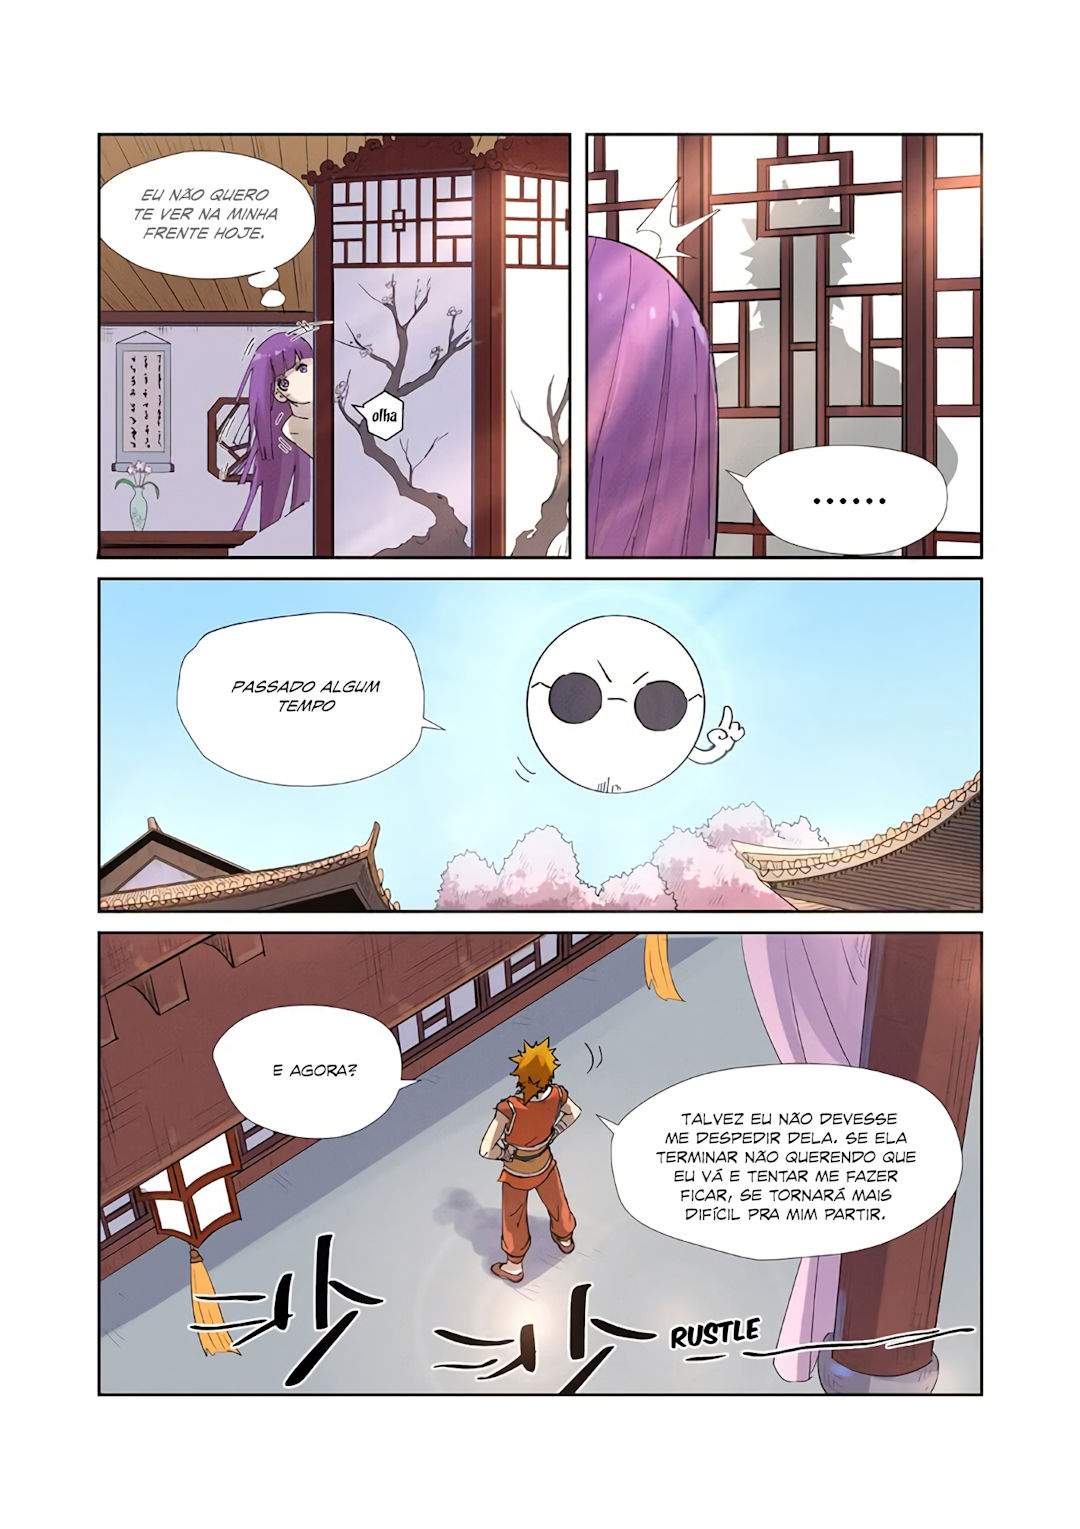 EU NÃO QUERO
TE VER NA MINHA
FRENTE HOJE.
olha
......
PASSADO ALGUM
TEMPO
E AGORA?
TALVEZ EU NÃO DEVESSE
ME DESPEDIR DELA. SE ELA
TERMINAR NÃO QUERENDO QUE
EU VÁ E TENTAR ME FAZER
FICAR, SE TORNARÁ MAIS
DIFÍCIL PRA MIM PARTIR.
沙
沙
RUSTLE